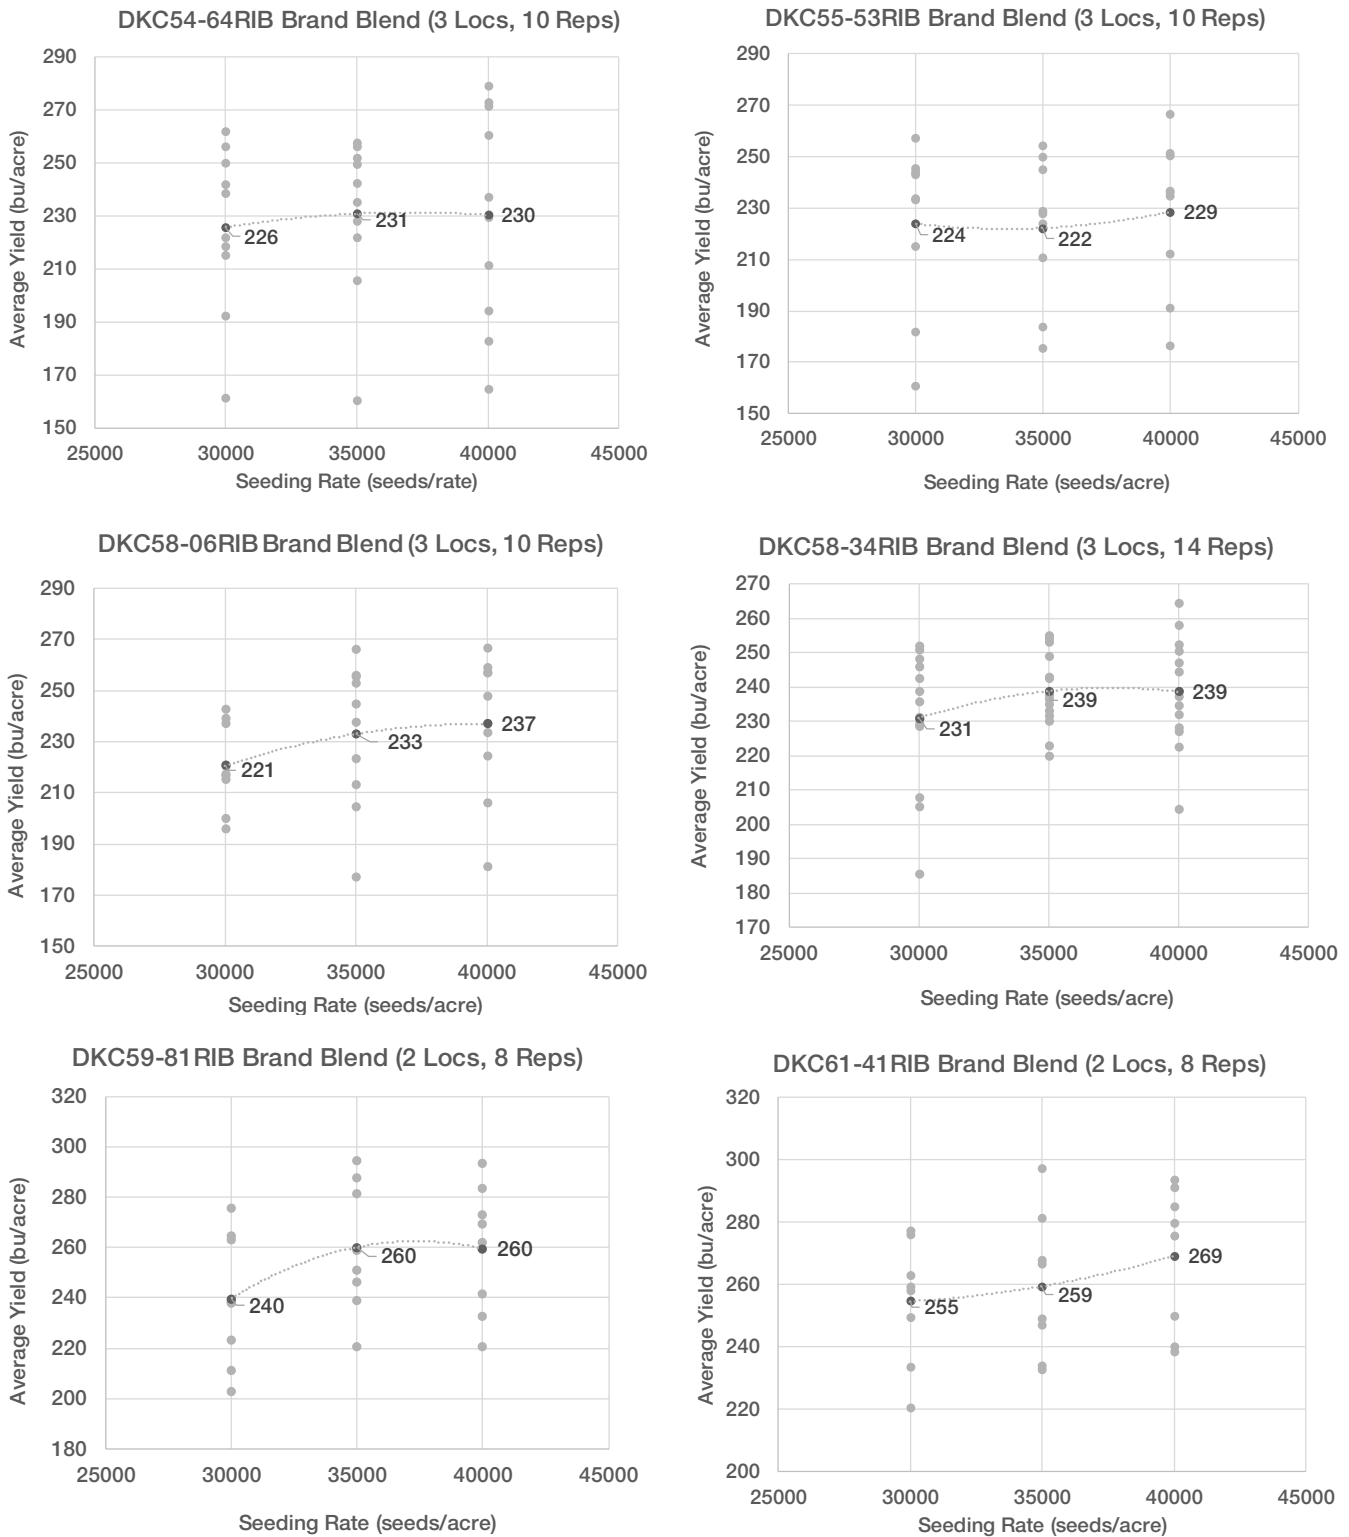 DKC54-64RIB Brand Blend (3 Locs, 10 Reps)
290
270
250
230
210
190
170
150
Average Yield (bu/acre)
226
231
230
25000 30000 35000 40000 45000
Seeding Rate (seeds/rate)
DKC55-53RIB Brand Blend (3 Locs, 10 Reps)
290
270
250
230
210
190
170
150
Average Yield (bu/acre)
224
222
229
25000 30000 35000 40000 45000
Seeding Rate (seeds/acre)
DKC58-06RIB Brand Blend (3 Locs, 10 Reps)
290
270
250
230
210
190
170
150
Average Yield (bu/acre)
221
233
237
25000 30000 35000 40000 45000
Seeding Rate (seeds/acre)
DKC58-34RIB Brand Blend (3 Locs, 14 Reps)
270
260
250
240
230
220
210
200
190
180
170
Average Yield (bu/acre)
231
239
239
25000 30000 35000 40000 45000
Seeding Rate (seeds/acre)
DKC59-81RIB Brand Blend (2 Locs, 8 Reps)
320
300
280
260
240
220
200
180
Average Yield (bu/acre)
240
260
260
25000 30000 35000 40000 45000
Seeding Rate (seeds/acre)
DKC61-41RIB Brand Blend (2 Locs, 8 Reps)
320
300
280
260
240
220
200
Average Yield (bu/acre)
255
259
269
25000 30000 35000 40000 45000
Seeding Rate (seeds/acre)